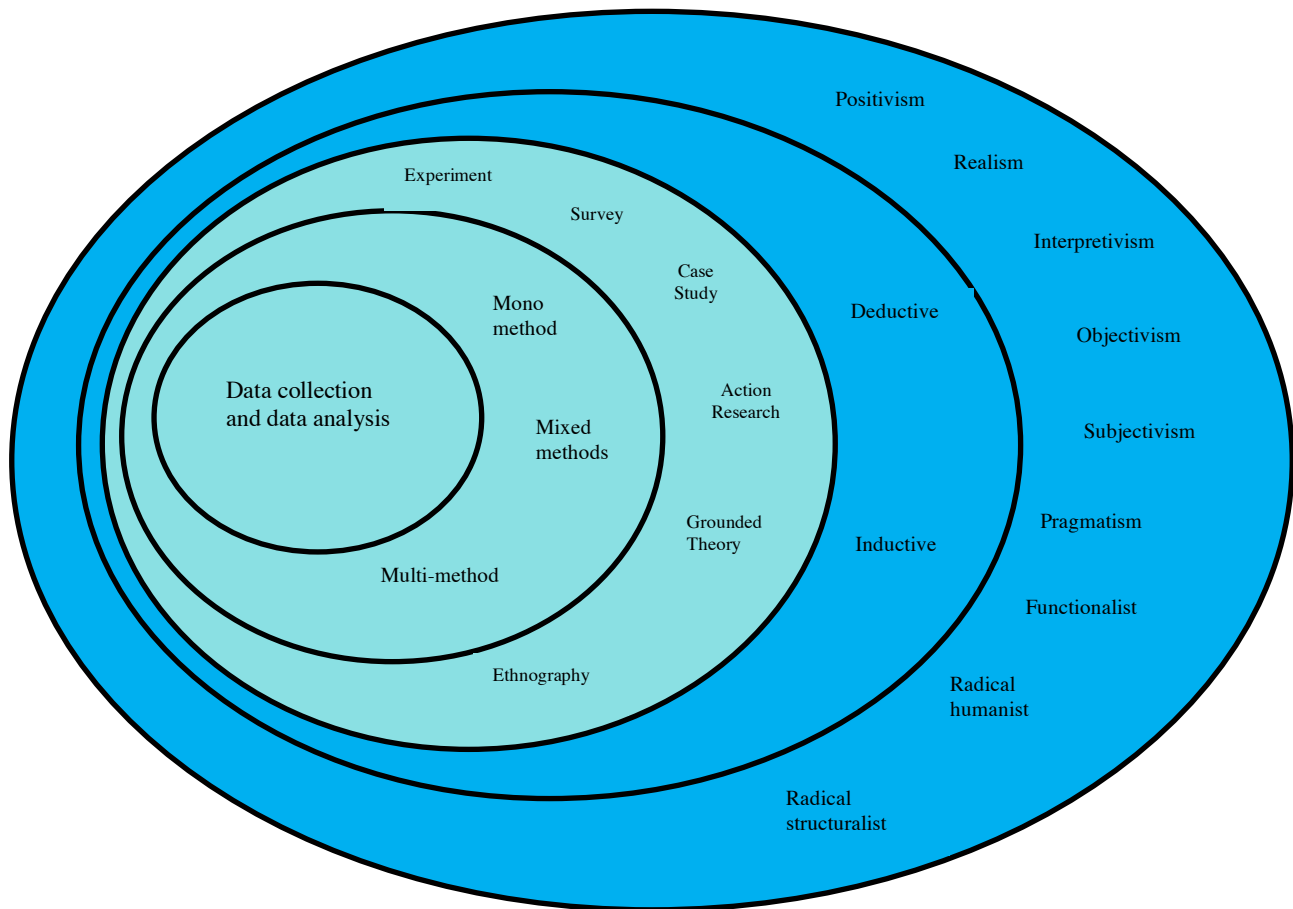 Positivism
Realism
Experiment
Survey
Interpretivism
Case
Study
Mono
method
Deductive
Objectivism
Data collection
and data analysis
Action
Research
Mixed
methods
Subjectivism
Grounded
Theory
Pragmatism
Inductive
Multi-method
Functionalist
Ethnography
Radical
humanist
Radical
structuralist